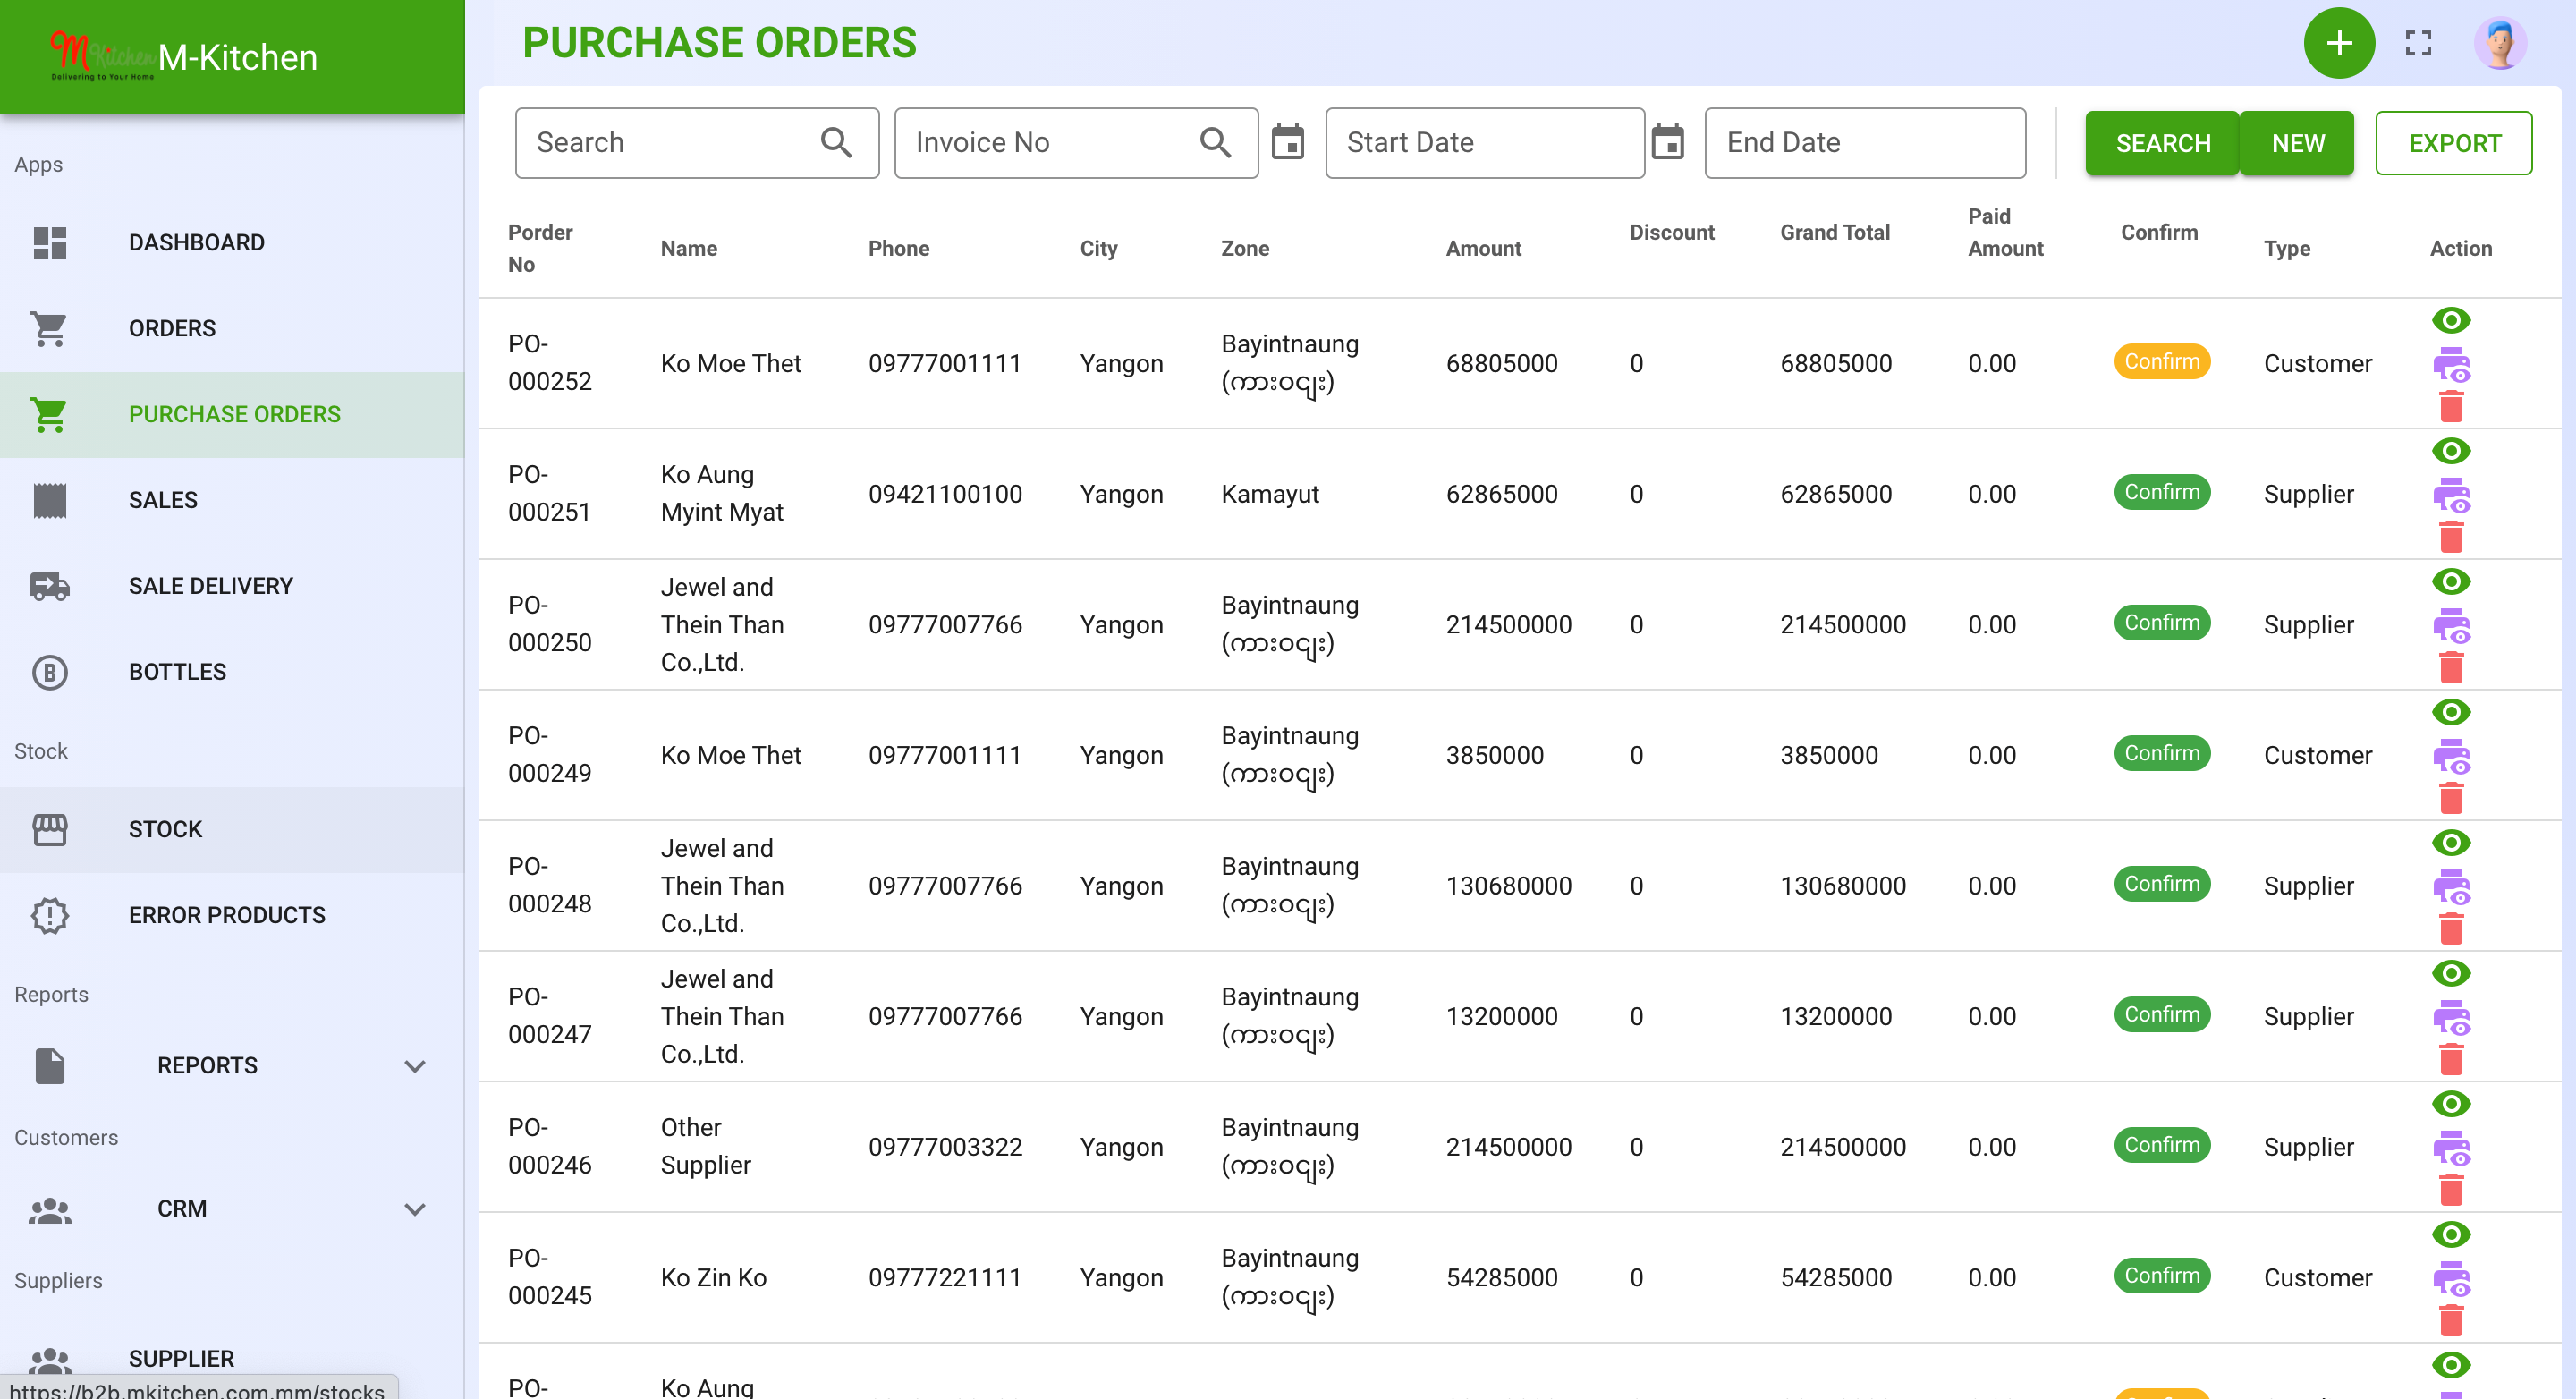 M Kitchen
Delivering to Your Home
M-Kitchen
PURCHASE ORDERS
Apps
DASHBOARD
ORDERS
PURCHASE ORDERS
SALES
SALE DELIVERY
B BOTTLES
Stock
STOCK
ERROR PRODUCTS
Reports
REPORTS
Customers
CRM
Suppliers
SUPPLIER
https://b2b.mkitchen.com.mm/stocks
Search Invoice No Start Date End Date SEARCH NEW EXPORT
Porder No Name Phone City Zone Amount Discount Grand Total Paid Amount Confirm Type Action
PO-000252 Ko Moe Thet 09777001111 Yangon Bayintnaung (ကားဝငျး) 68805000 0 68805000 0.00 Confirm Customer
PO-000251 Ko Aung Myint Myat 09421100100 Yangon Kamayut 62865000 0 62865000 0.00 Confirm Supplier
PO-000250 Jewel and Thein Than Co.,Ltd. 09777007766 Yangon Bayintnaung (ကားဝငျး) 214500000 0 214500000 0.00 Confirm Supplier
PO-000249 Ko Moe Thet 09777001111 Yangon Bayintnaung (ကားဝငျး) 3850000 0 3850000 0.00 Confirm Customer
PO-000248 Jewel and Thein Than Co.,Ltd. 09777007766 Yangon Bayintnaung (ကားဝငျး) 130680000 0 130680000 0.00 Confirm Supplier
PO-000247 Jewel and Thein Than Co.,Ltd. 09777007766 Yangon Bayintnaung (ကားဝငျး) 13200000 0 13200000 0.00 Confirm Supplier
PO-000246 Other Supplier 09777003322 Yangon Bayintnaung (ကားဝငျး) 214500000 0 214500000 0.00 Confirm Supplier
PO-000245 Ko Zin Ko 09777221111 Yangon Bayintnaung (ကားဝငျး) 54285000 0 54285000 0.00 Confirm Customer
PO- Ko Aung